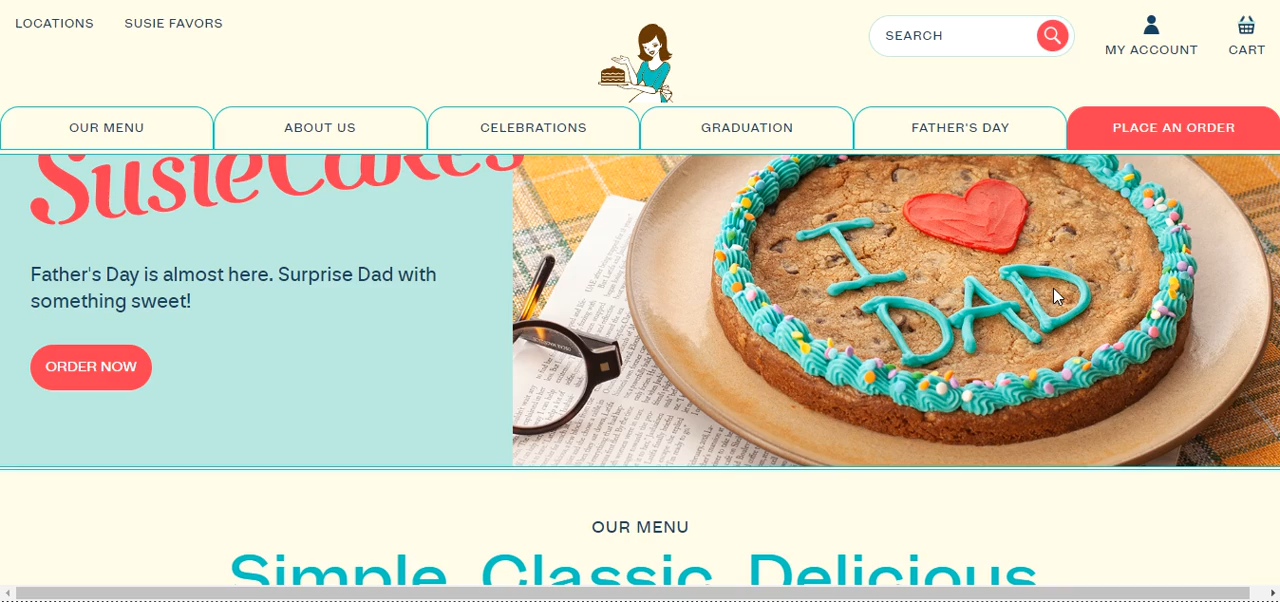 LOCATIONS
SUSIE FAVORS
SEARCH
MY ACCOUNT
CART
OUR MENU
ABOUT US
CELEBRATIONS
GRADUATION
FATHER'S DAY
PLACE AN ORDER
SusieCakes
Father's Day is almost here. Surprise Dad with
something sweet!
ORDER NOW
I
DAD
OUR MENU
Simple. Classic. Delicious.